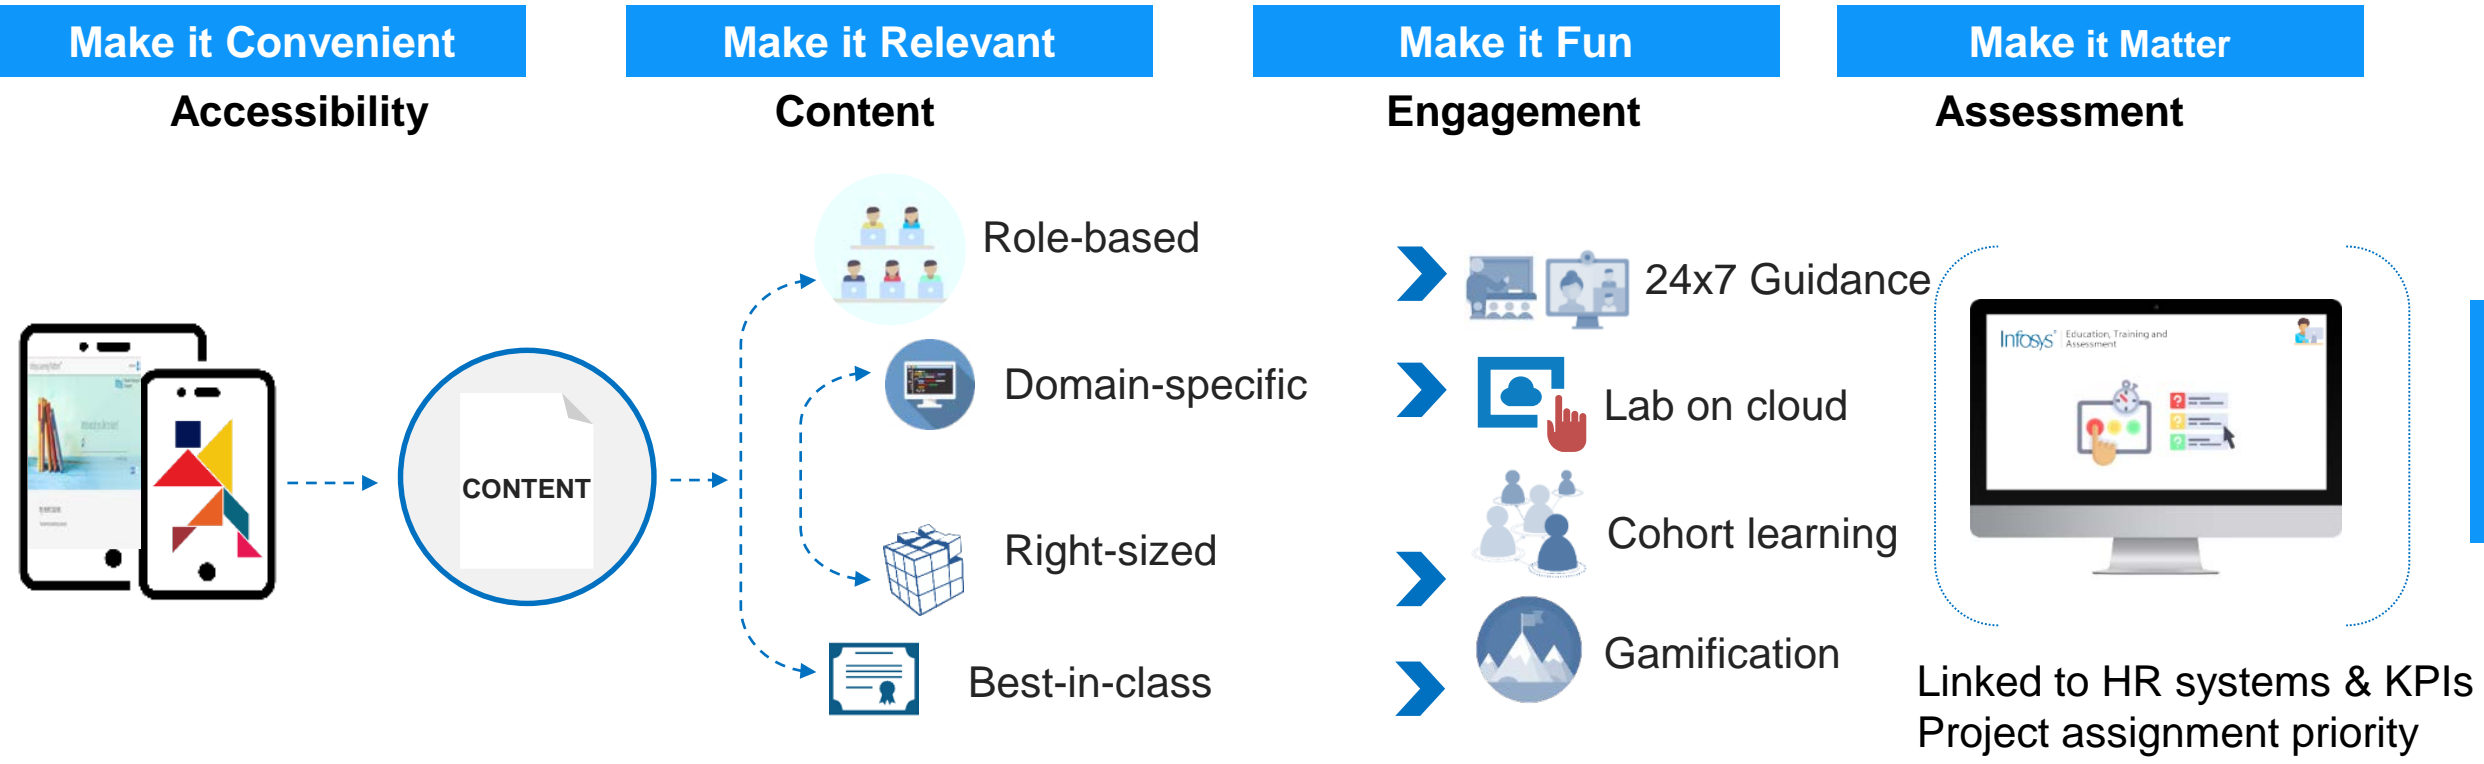 Make it Convenient
Make it Relevant
Make it Fun
Make it Matter
Accessibility
Content
Engagement
Assessment
CONTENT
Role-based
Domain-specific
Right-sized
Best-in-class
24x7 Guidance
Lab on cloud
Cohort learning
Gamification
Infosys® | Education, Training and
Assessment
Linked to HR systems & KPIs
Project assignment priority